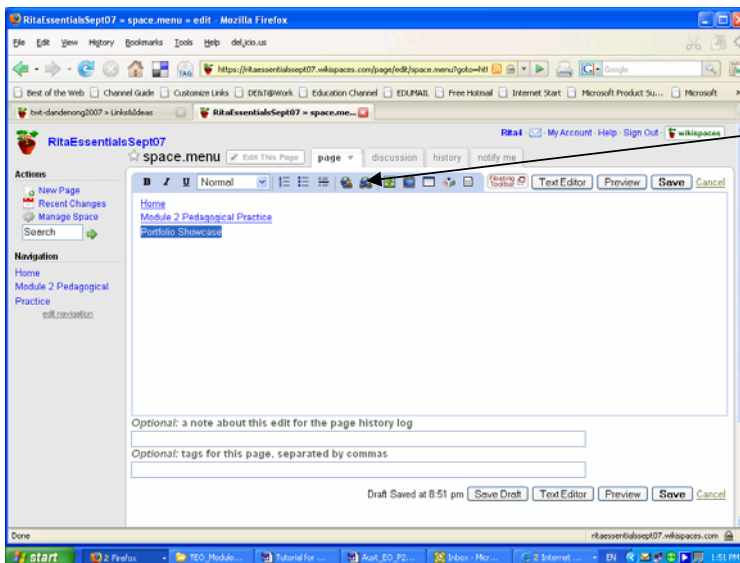 RitaEssentialsSept07 » space.menu » edit - Mozilla Firefox
File Edit View History Bookmarks Tools Help del.icio.us
TAG https://ritaessentialssept07.wikispaces.com/page/edit/space.menu?goto=htt Google
Best of the Web Channel Guide Customize Links DE&T@Work Education Channel EDUMAIL Free Hotmail Internet Start Microsoft Product Su... Microsoft
twt-dandenong2007 » Links&Ideas RitaEssentialsSept07 » space.me...
Rita4 · My Account · Help · Sign Out · wikispaces
RitaEssentialsSept07
space.menu Edit This Page page discussion history notify me
Actions
New Page
Recent Changes
Manage Space
Search
Navigation
Home
Module 2 Pedagogical
Practice
edit navigation
B I U Normal Floating Toolbar Text Editor Preview Save Cancel
Home
Module 2 Pedagogical Practice
Portfolio Showcase
Optional: a note about this edit for the page history log
Optional: tags for this page, separated by commas
Draft Saved at 8:51 pm Save Draft Text Editor Preview Save Cancel
Done ritaessentialssept07.wikispaces.com
start 2 Firefox TEO_Module... Tutorial for ... Aust_EO_P2... Inbox - Micr... 2 Internet ... EN 1:51 PM